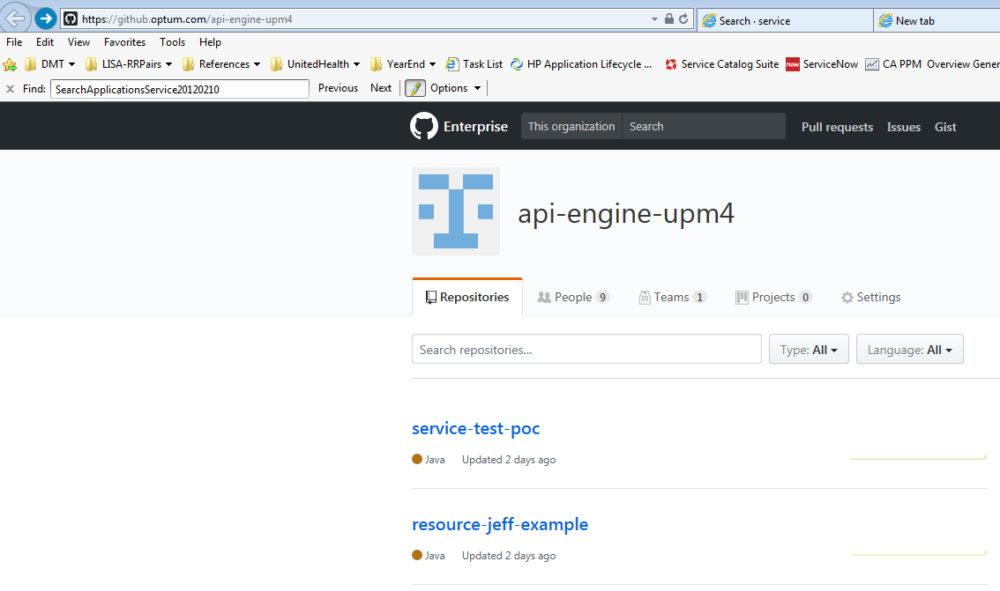 https://github.optum.com/api-engine-upm4
Search · service
New tab
File Edit View Favorites Tools Help
DMT LISA-RRPairs References UnitedHealth YearEnd Task List HP Application Lifecycle ... Service Catalug Suite now ServiceNow CA PPM Overview Gener
Find: SearchApplicationsService20120210 Previous Next Options
Enterprise This organization Search Pull requests Issues Gist
api-engine-upm4
Repositories People 9 Teams 1 Projects 0 Settings
Search repositories... Type: All Language: All
service-test-poc
Java Updated 2 days ago
resource-jeff-example
Java Updated 2 days ago